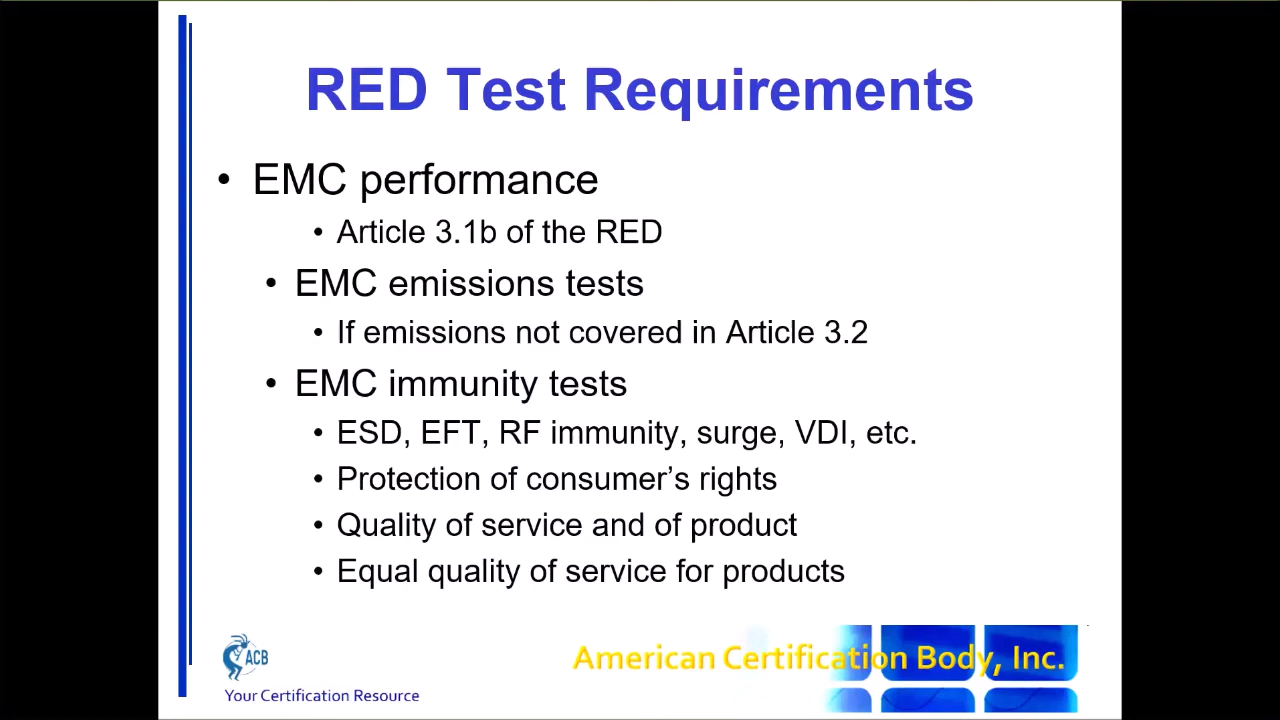 RED Test Requirements
• EMC performance
• Article 3.1b of the RED
• EMC emissions tests
• If emissions not covered in Article 3.2
• EMC immunity tests
• ESD, EFT, RF immunity, surge, VDI, etc.
• Protection of consumer’s rights
• Quality of service and of product
• Equal quality of service for products
ACB
Your Certification Resource
American Certification Body, Inc.